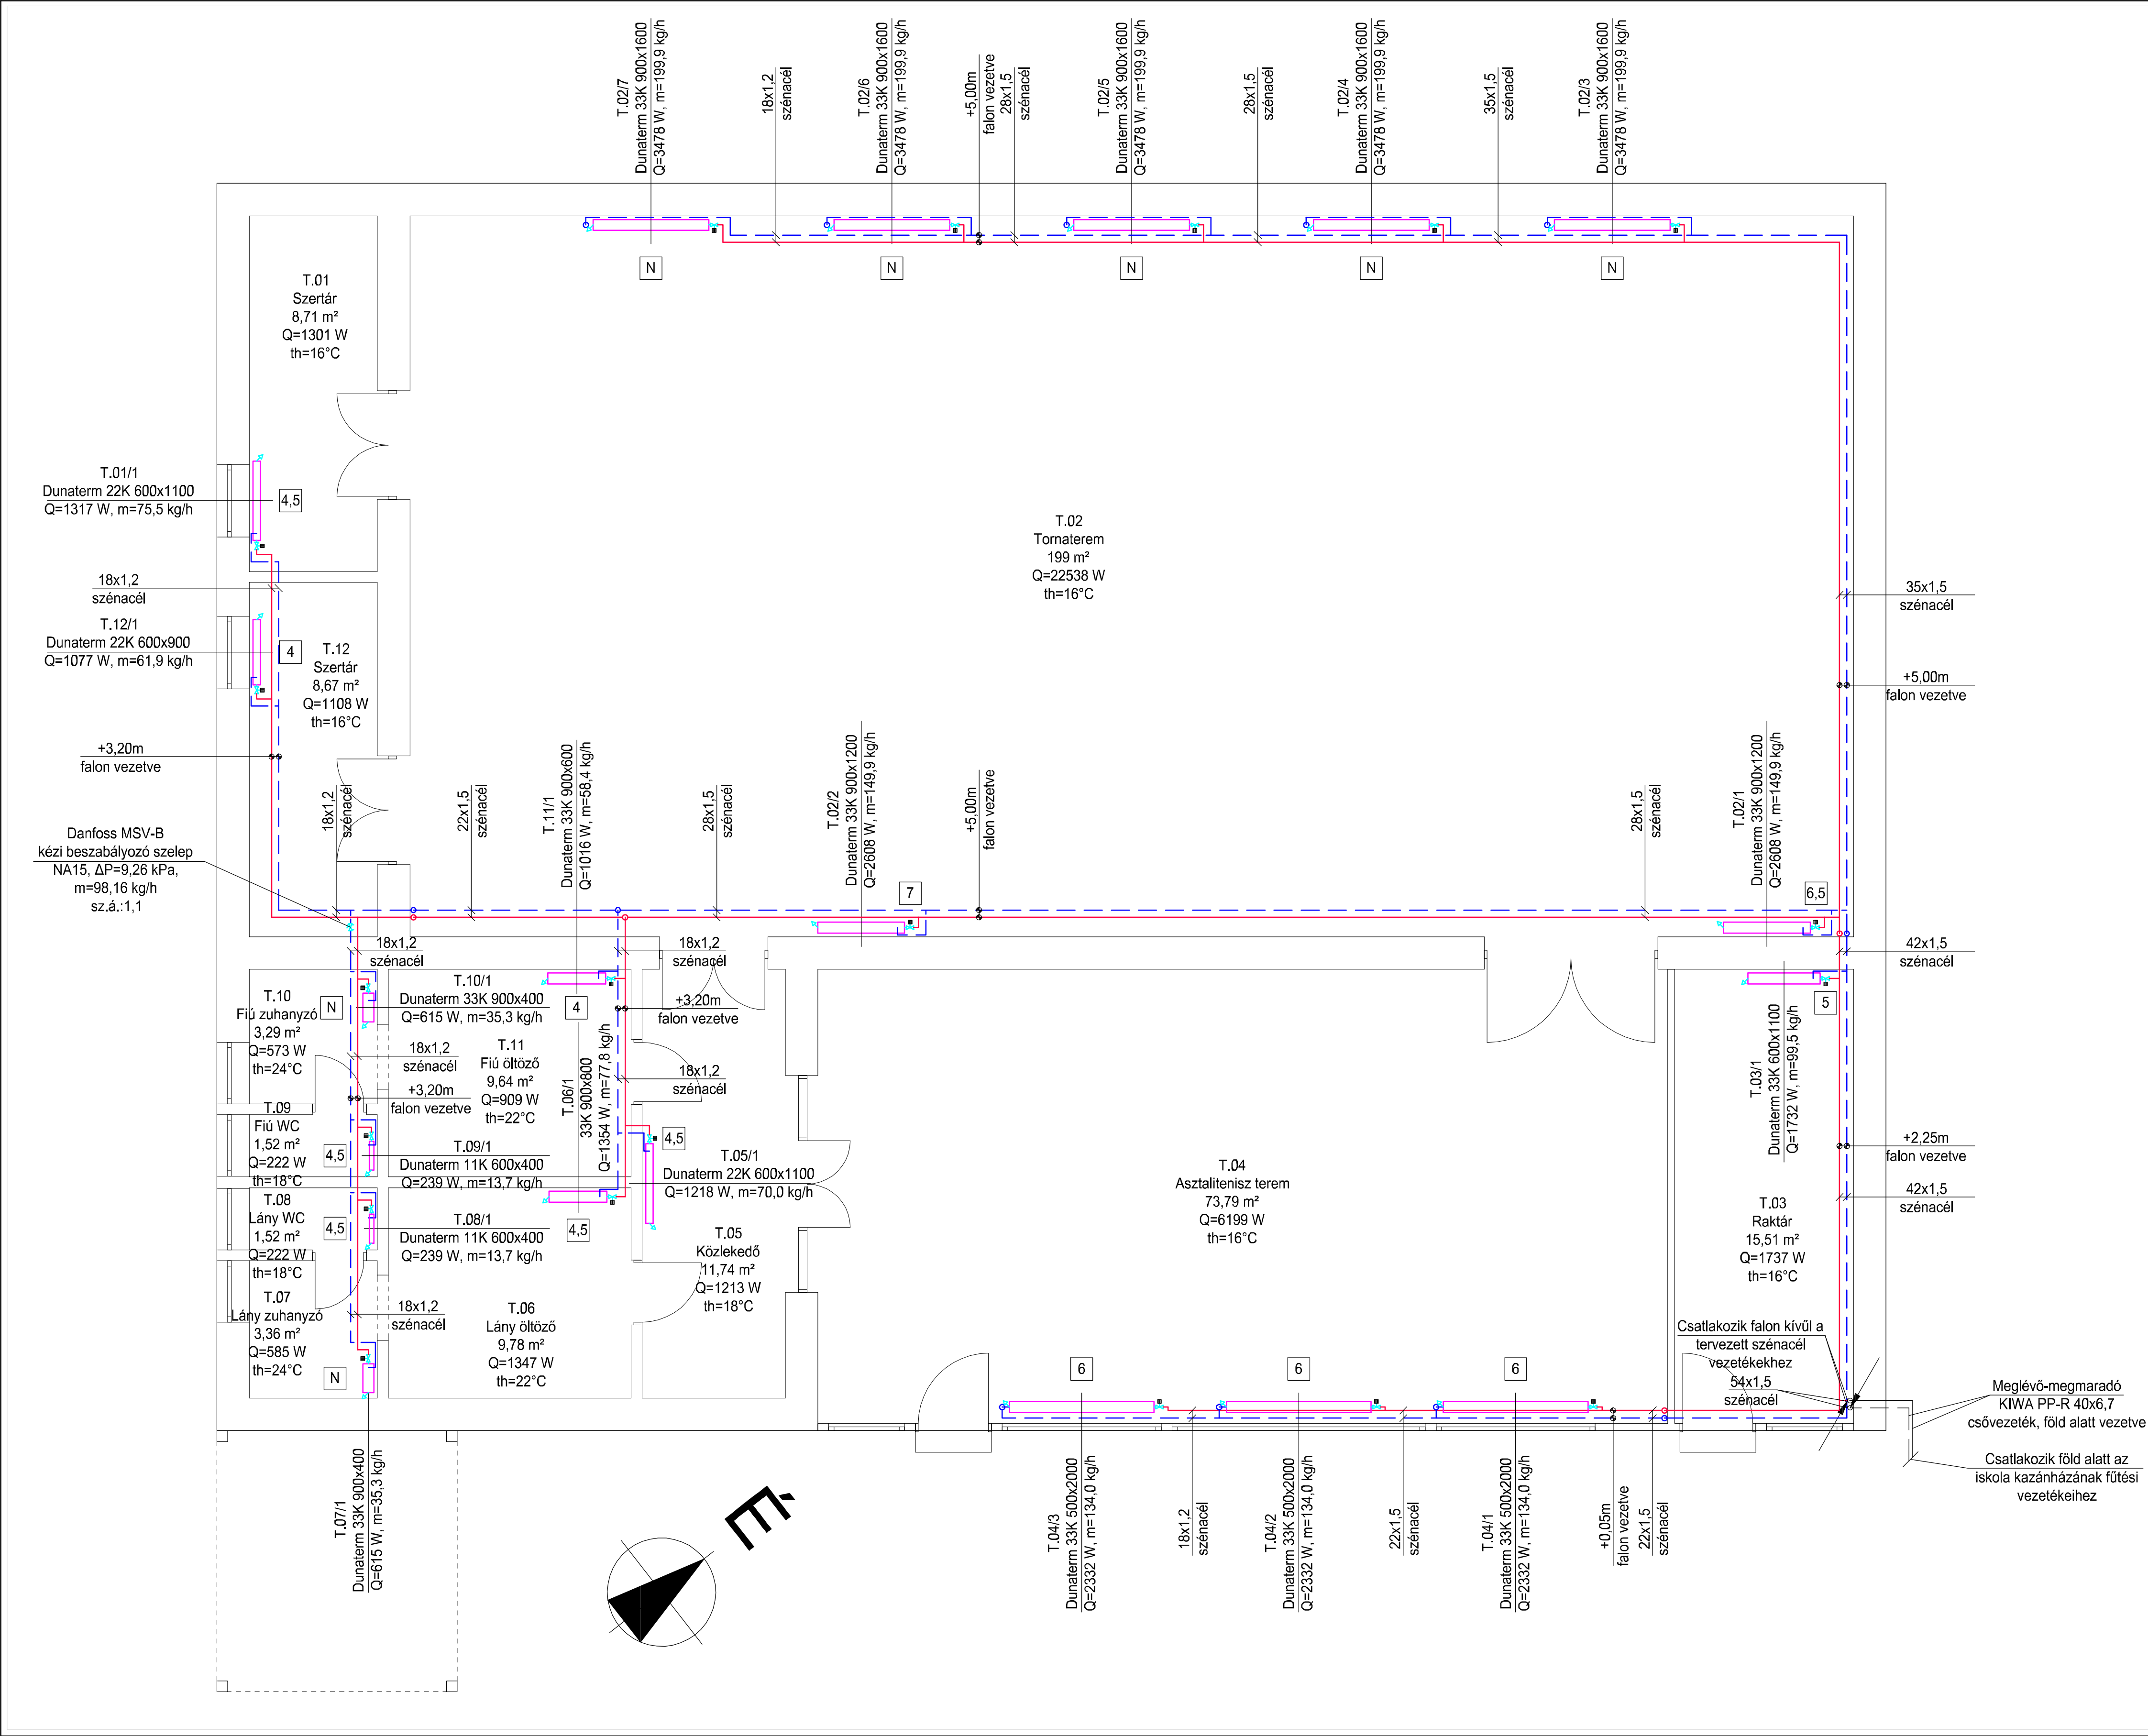 T.02/7
Dunaterm 33K 900x1600
Q=3478 W, m=199,9 kg/h
18x1,2
szénacél
T.02/6
Dunaterm 33K 900x1600
Q=3478 W, m=199,9 kg/h
+5,00m
falon vezetve
28x1,5
szénacél
T.02/5
Dunaterm 33K 900x1600
Q=3478 W, m=199,9 kg/h
28x1,5
szénacél
T.02/4
Dunaterm 33K 900x1600
Q=3478 W, m=199,9 kg/h
35x1,5
szénacél
T.02/3
Dunaterm 33K 900x1600
Q=3478 W, m=199,9 kg/h
N
N
N
N
N
T.01
Szertár
8,71 m²
Q=1301 W
th=16°C
T.01/1
Dunaterm 22K 600x1100
Q=1317 W, m=75,5 kg/h
4,5
T.02
Tornaterem
199 m²
Q=22538 W
th=16°C
18x1,2
szénacél
35x1,5
szénacél
T.12/1
Dunaterm 22K 600x900
Q=1077 W, m=61,9 kg/h
4
T.12
Szertár
8,67 m²
Q=1108 W
th=16°C
+5,00m
falon vezetve
+3,20m
falon vezetve
18x1,2
szénacél
22x1,5
szénacél
T.11/1
Dunaterm 33K 900x600
Q=1016 W, m=58,4 kg/h
28x1,5
szénacél
T.02/2
Dunaterm 33K 900x1200
Q=2608 W, m=149,9 kg/h
7
+5,00m
falon vezetve
28x1,5
szénacél
T.02/1
Dunaterm 33K 900x1200
Q=2608 W, m=149,9 kg/h
6,5
Danfoss MSV-B
kézi beszabályozó szelep
NA15, ΔP=9,26 kPa,
m=98,16 kg/h
sz.á.:1,1
18x1,2
szénacél
18x1,2
szénacél
42x1,5
szénacél
T.10
Fiú zuhanyzó
3,29 m²
Q=573 W
th=24°C
N
T.10/1
Dunaterm 33K 900x400
Q=615 W, m=35,3 kg/h
4
+3,20m
falon vezetve
5
18x1,2
szénacél
T.11
Fiú öltöző
9,64 m²
Q=909 W
th=22°C
T.06/1
33K 900x800
Q=1354 W, m=77,8 kg/h
18x1,2
szénacél
T.03/1
Dunaterm 33K 600x1100
Q=1732 W, m=99,5 kg/h
+3,20m
falon vezetve
T.09
Fiú WC
1,52 m²
Q=222 W
th=18°C
4,5
T.09/1
Dunaterm 11K 600x400
Q=239 W, m=13,7 kg/h
4,5
T.05/1
Dunaterm 22K 600x1100
Q=1218 W, m=70,0 kg/h
+2,25m
falon vezetve
T.04
Asztalitenisz terem
73,79 m²
Q=6199 W
th=16°C
42x1,5
szénacél
T.08
Lány WC
1,52 m²
Q=222 W
th=18°C
4,5
T.08/1
Dunaterm 11K 600x400
Q=239 W, m=13,7 kg/h
4,5
T.05
Közlekedő
11,74 m²
Q=1213 W
th=18°C
T.03
Raktár
15,51 m²
Q=1737 W
th=16°C
T.07
Lány zuhanyzó
3,36 m²
Q=585 W
th=24°C
N
18x1,2
szénacél
T.06
Lány öltöző
9,78 m²
Q=1347 W
th=22°C
6
6
6
Csatlakozik falon kívűl a
tervezett szénacél
vezetékekhez
54x1,5
szénacél
Meglévő-megmaradó
KIWA PP-R 40x6,7
csővezeték, föld alatt vezetve
Csatlakozik föld alatt az
iskola kazánházának fűtési
vezetékeihez
T.07/1
Dunaterm 33K 900x400
Q=615 W, m=35,3 kg/h
T.04/3
Dunaterm 33K 500x2000
Q=2332 W, m=134,0 kg/h
18x1,2
szénacél
T.04/2
Dunaterm 33K 500x2000
Q=2332 W, m=134,0 kg/h
22x1,5
szénacél
T.04/1
Dunaterm 33K 500x2000
Q=2332 W, m=134,0 kg/h
+0,05m
falon vezetve
22x1,5
szénacél
É